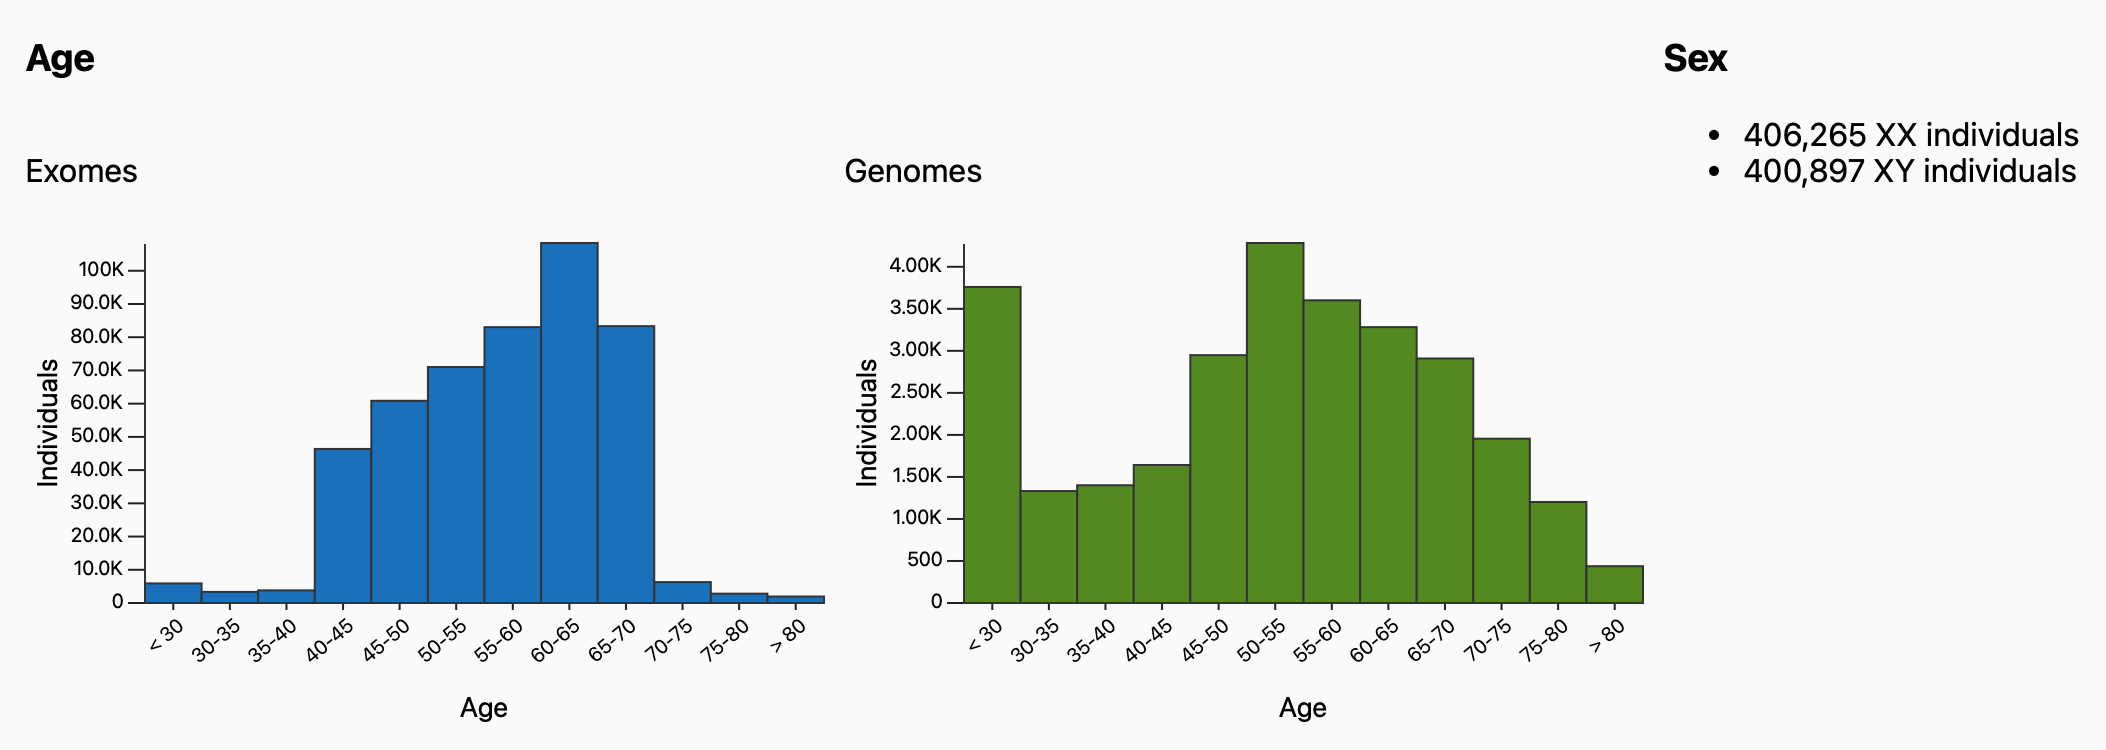 Age
Exomes
Individuals
100K
90.0K
80.0K
70.0K
60.0K
50.0K
40.0K
30.0K
20.0K
10.0K
0
< 30
30-35
35-40
40-45
45-50
50-55
55-60
60-65
65-70
70-75
75-80
> 80
Age
Genomes
Individuals
4.00K
3.50K
3.00K
2.50K
2.00K
1.50K
1.00K
500
0
< 30
30-35
35-40
40-45
45-50
50-55
55-60
60-65
65-70
70-75
75-80
> 80
Age
Sex
• 406,265 XX individuals
• 400,897 XY individuals